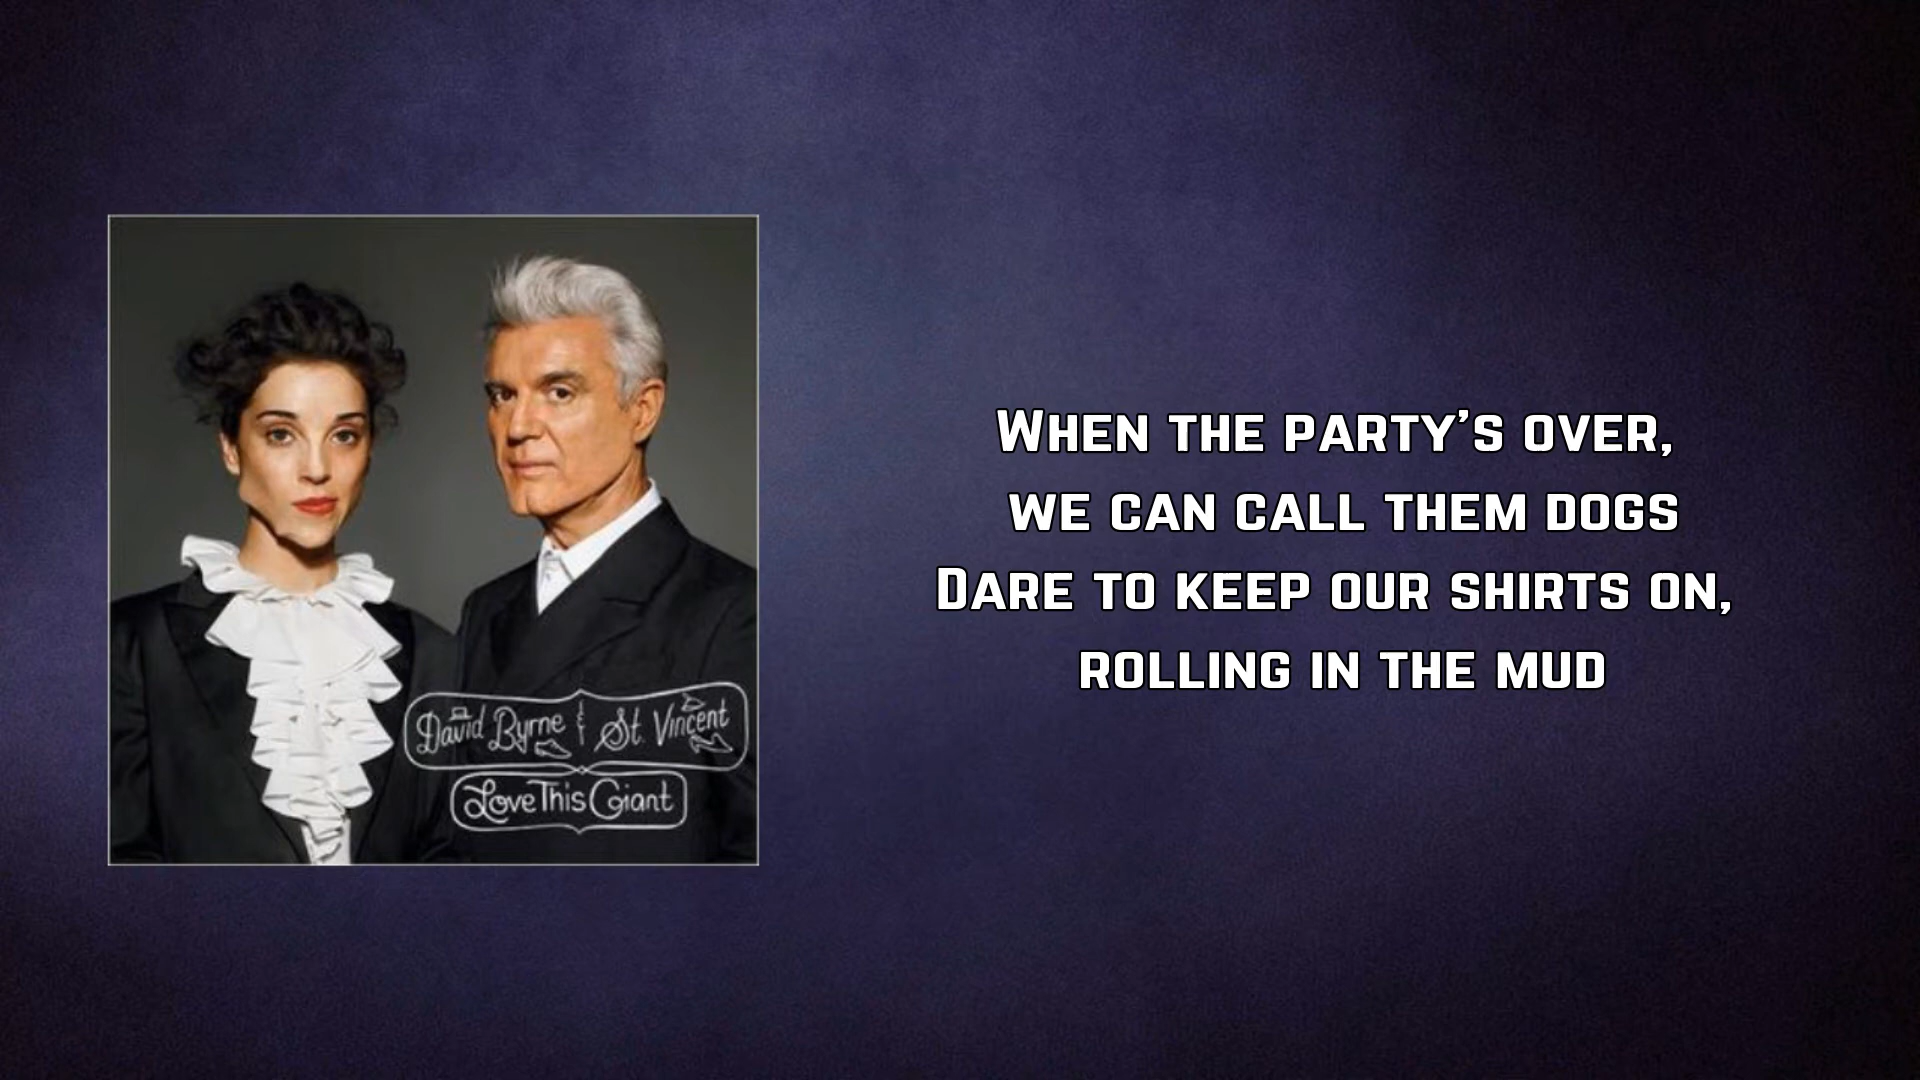 David Byrne & St. Vincent
Love This Giant
When the party's over,
we can call them dogs
Dare to keep our shirts on,
rolling in the mud